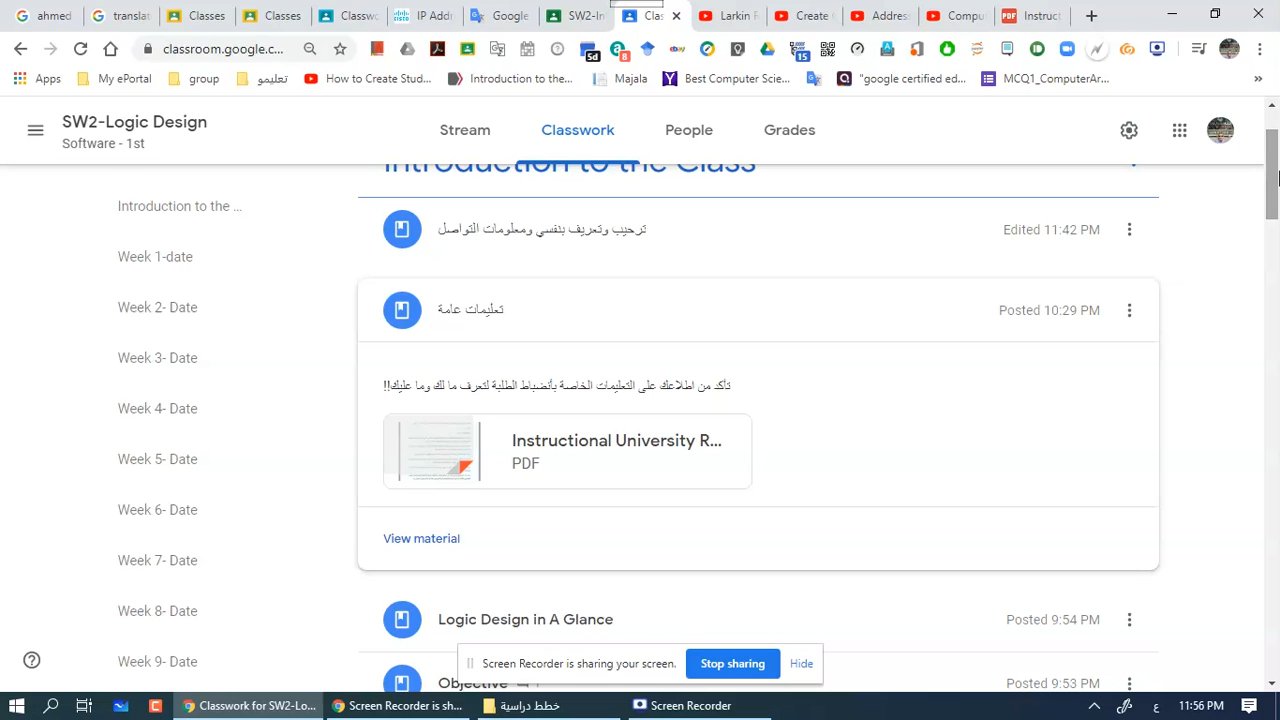 ahmed
translat
Classes
Classes
Class
IP Add
Google
SW2-In
Clas
Larkin R
Create
Address
Compu
Instruct
classroom.google.c...
5d
8
15
Apps
My ePortal
group
تعليمو
How to Create Stud...
Introduction to the...
Majala
Best Computer Scie...
"google certified ed...
MCQ1_ComputerAr...
SW2-Logic Design
Software - 1st
Stream
Classwork
People
Grades
Introduction to the Class
Introduction to the ...
Week 1-date
Week 2- Date
Week 3- Date
Week 4- Date
Week 5- Date
Week 6- Date
Week 7- Date
Week 8- Date
Week 9- Date
ترحيب وتعريف بنفسي ومعلومات التواصل
Edited 11:42 PM
تعليمات عامة
Posted 10:29 PM
تأكد من اطلاعك على التعليمات الخاصة بأنضباط الطلبة لتعرف ما لك وما عليك!!
Instructional University R...
PDF
View material
Logic Design in A Glance
Posted 9:54 PM
Objective
Posted 9:53 PM
Screen Recorder is sharing your screen.
Stop sharing
Hide
Classwork for SW2-Lo...
Screen Recorder is sh...
خطط دراسية
Screen Recorder
ع
11:56 PM